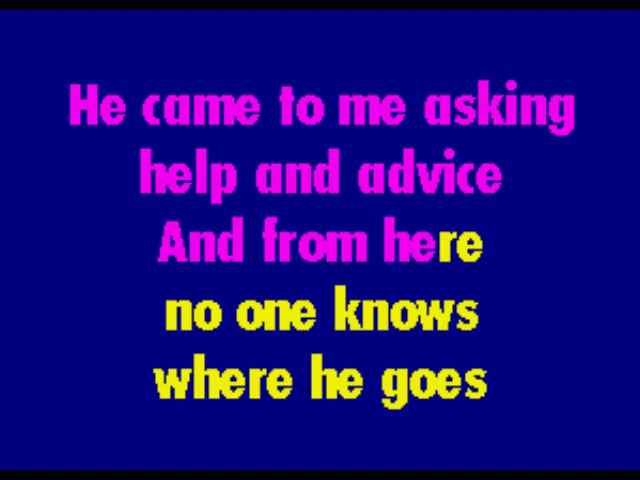 He came to me asking
help and advice
And from here
no one knows
where he goes